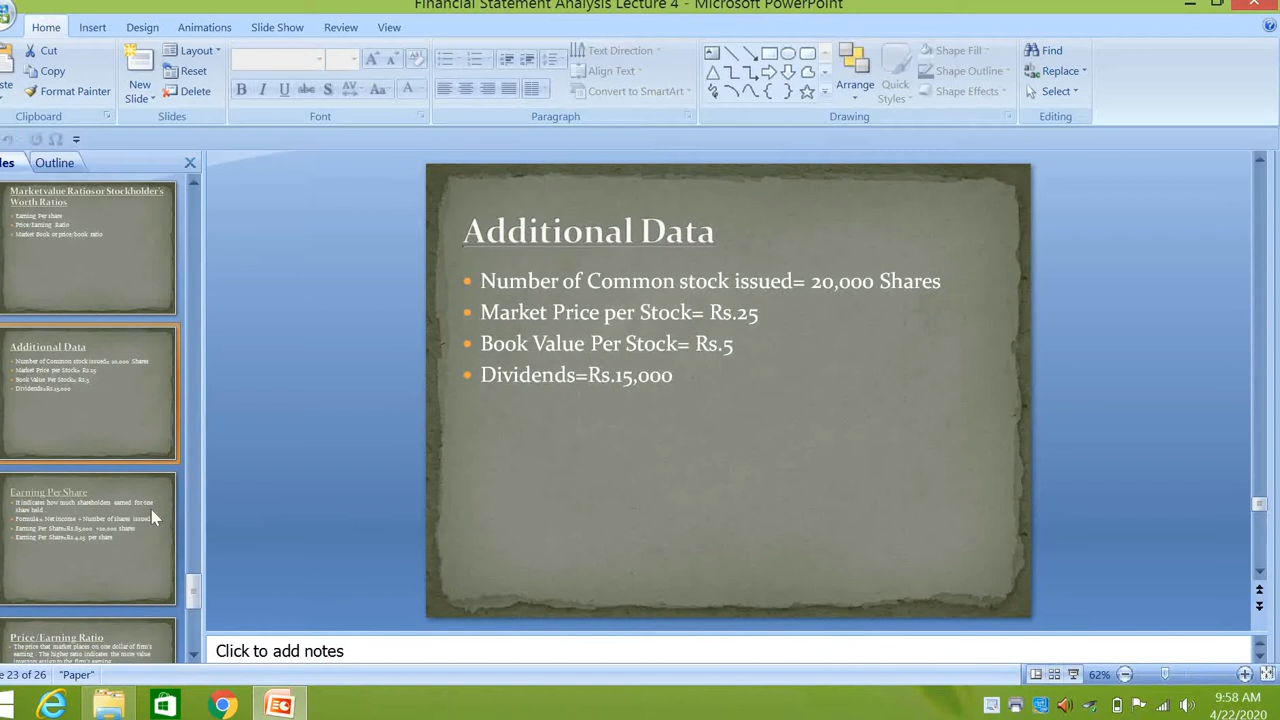 Financial Statement Analysis Lecture 4 - Microsoft PowerPoint
Home Insert Design Animations Slide Show Review View
Cut
Copy
Format Painter
Clipboard
New Slide
Layout
Reset
Delete
Slides
B I U abe S AV Aa A
Font
Text Direction
Align Text
Convert to SmartArt
Paragraph
Arrange
Quick Styles
Shape Fill
Shape Outline
Shape Effects
Drawing
Find
Replace
Select
Editing
Outline
Market value Ratios or Stockholder's
Worth Ratios
Earning Per share
Price/Earning Ratio
Market Book or price/book ratio
Additional Data
Number of Common stock issued= 20,000 Shares
Market Price per Stock= Rs.25
Book Value Per Stock= Rs.5
Dividends=Rs.15,000
Earning Per Share
It indicates how much shareholders earned for one
share held.
Formula= Net income ÷ Number of shares issued
Earning Per Share=Rs.85,000 ÷20,000 shares
Earning Per Share=Rs.4.25 per share
Price/Earning Ratio
The price that market places on one dollar of firm's
earning. The higher ratio indicates the more value
investors assign to the firm's earning
Additional Data
Number of Common stock issued= 20,000 Shares
Market Price per Stock= Rs.25
Book Value Per Stock= Rs.5
Dividends=Rs.15,000
Click to add notes
23 of 26 "Paper" 62%
9:58 AM
4/22/2020